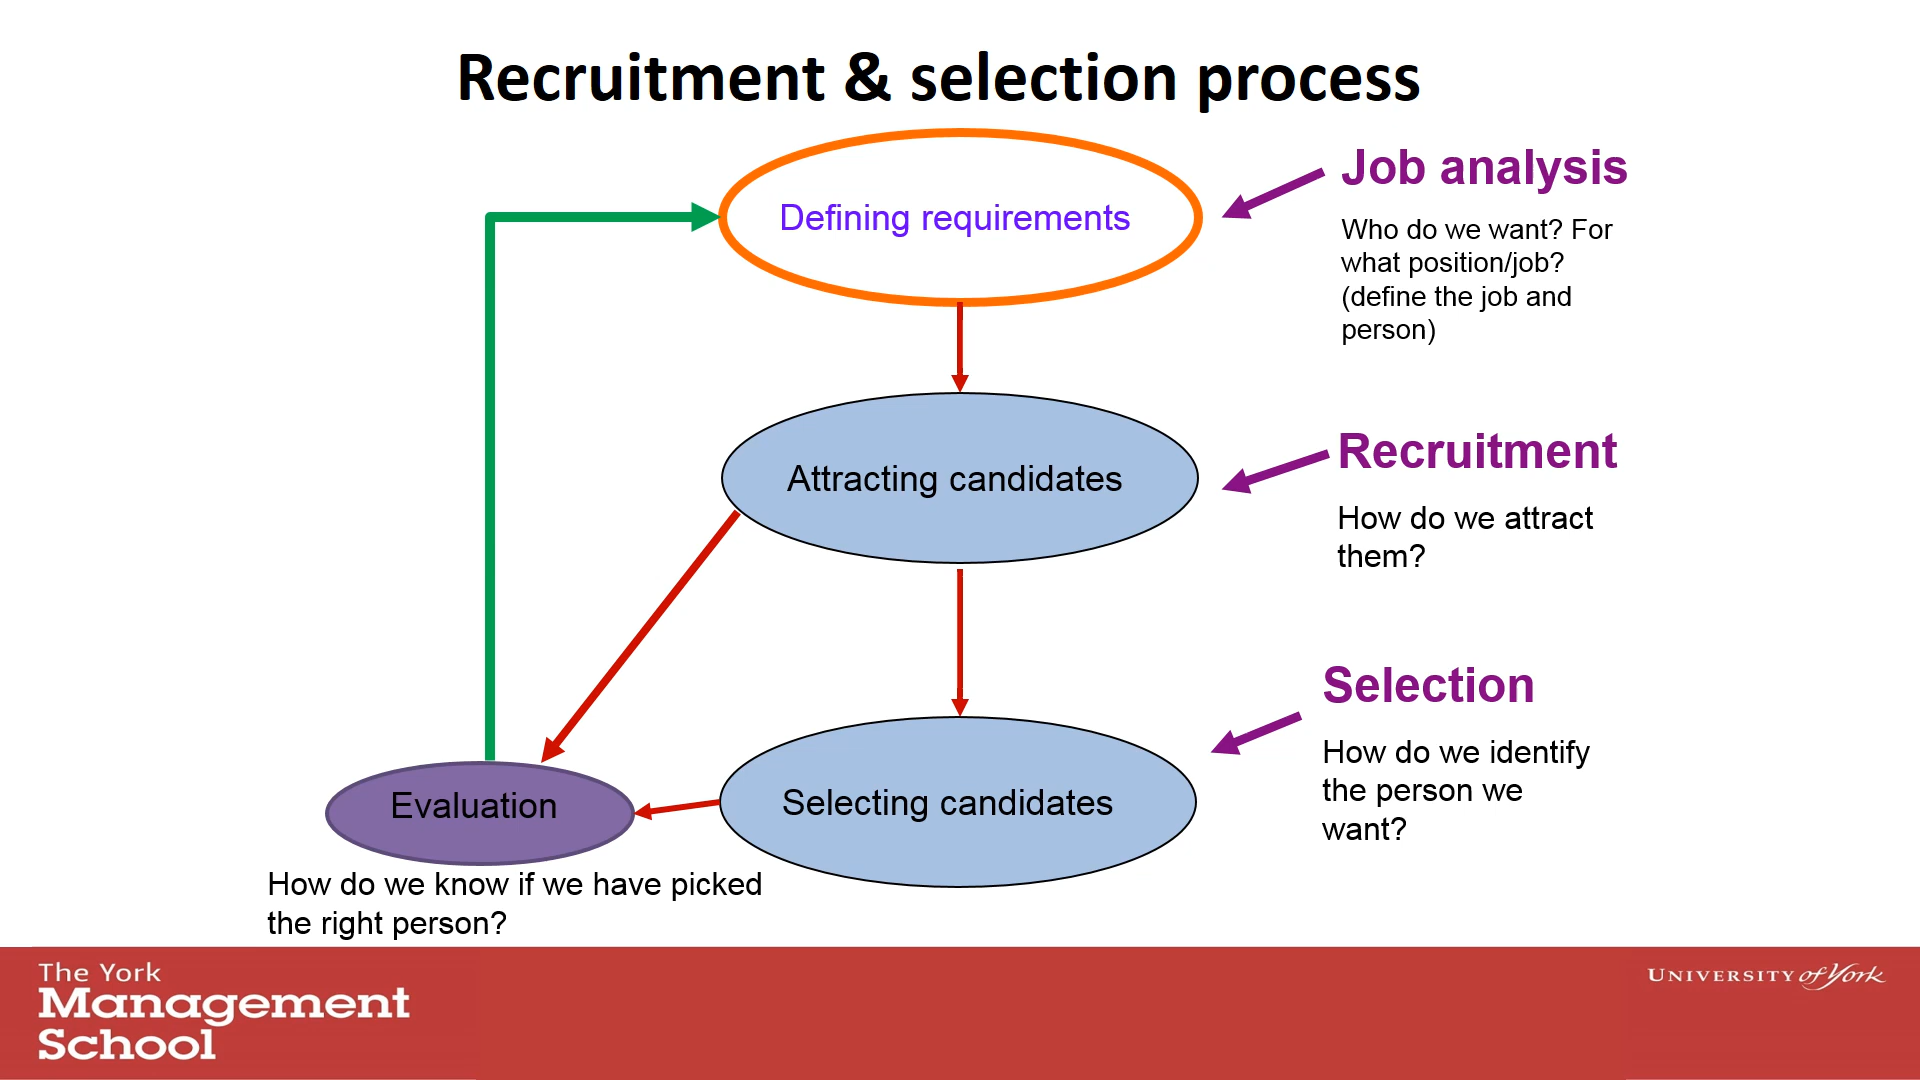 Recruitment & selection process
Defining requirements
Job analysis
Who do we want? For
what position/job?
(define the job and
person)
Attracting candidates
Recruitment
How do we attract
them?
Selection
How do we identify
the person we
want?
Selecting candidates
Evaluation
How do we know if we have picked
the right person?
The York
Management
School
UNIVERSITY of York